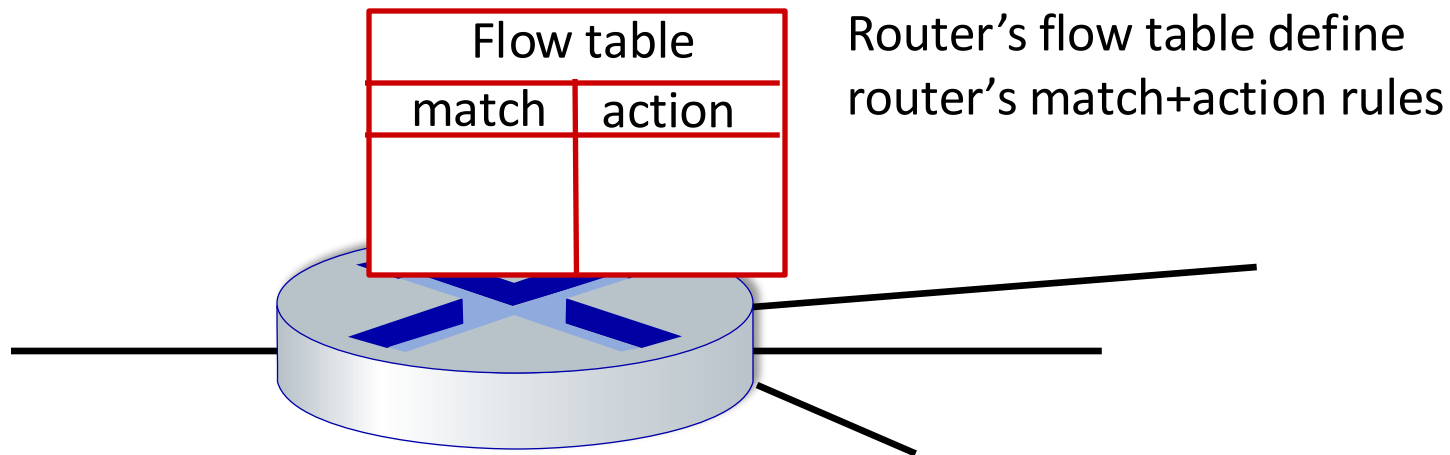 Flow table
match action
Router’s flow table define
router’s match+action rules